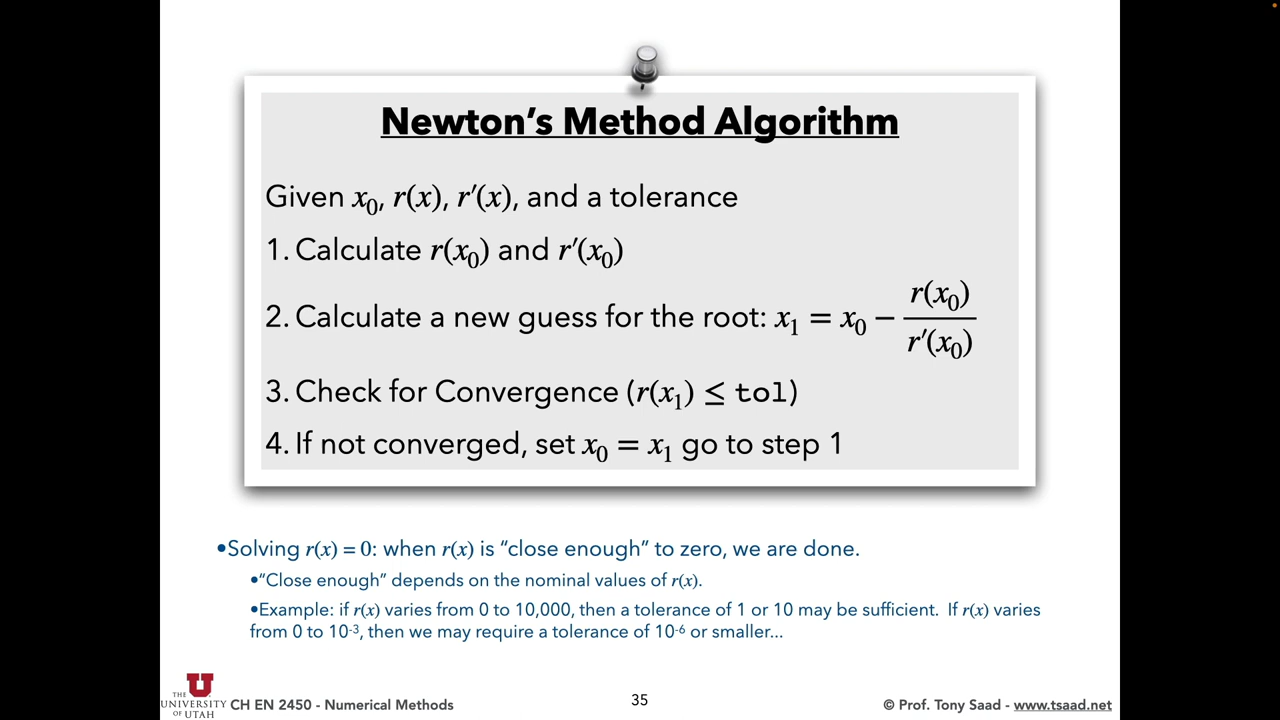 Newton's Method Algorithm
Given x₀, r(x), r′(x), and a tolerance
1. Calculate r(x₀) and r′(x₀)
2. Calculate a new guess for the root: x₁ = x₀ − r(x₀) / r′(x₀)
3. Check for Convergence (r(x₁) ≤ tol)
4. If not converged, set x₀ = x₁ go to step 1
•Solving r(x) = 0: when r(x) is "close enough" to zero, we are done.
•"Close enough" depends on the nominal values of r(x).
•Example: if r(x) varies from 0 to 10,000, then a tolerance of 1 or 10 may be sufficient. If r(x) varies
from 0 to 10⁻³, then we may require a tolerance of 10⁻⁶ or smaller...
THE
UNIVERSITY
OF UTAH
CH EN 2450 - Numerical Methods
35
© Prof. Tony Saad - www.tsaad.net